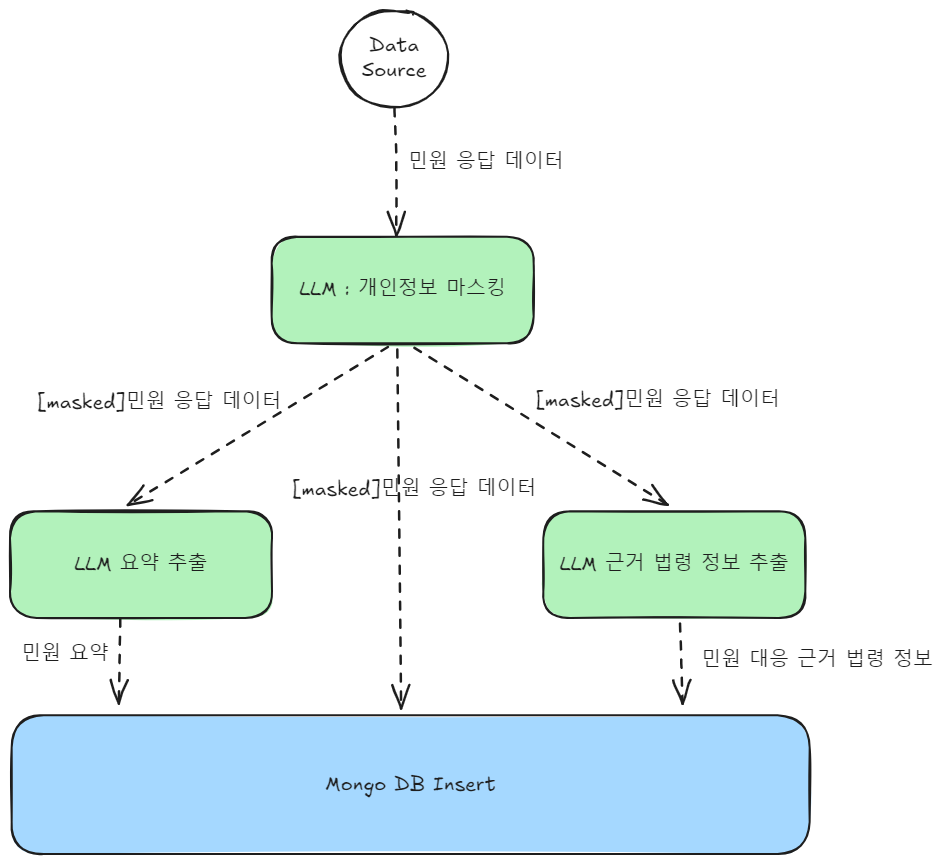 Data
Source
민원 응답 데이터
LLM : 개인정보 마스킹
[masked]민원 응답 데이터
[masked]민원 응답 데이터
[masked]민원 응답 데이터
LLM 요약 추출
LLM 근거 법령 정보 추출
민원 요약
민원 대응 근거 법령 정보
Mongo DB Insert